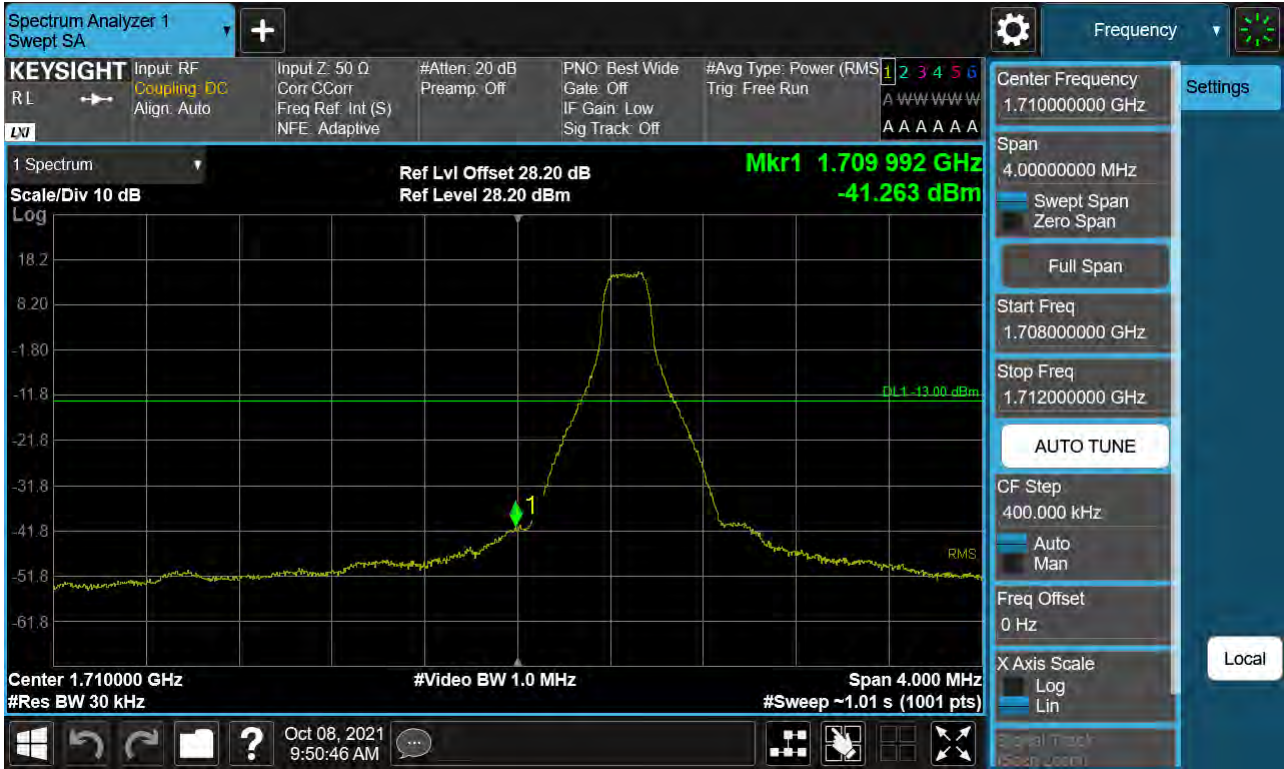 Spectrum Analyzer 1
Swept SA
Frequency
KEYSIGHT
RL
LXI
Input: RF
Coupling: DC
Align: Auto
Input Z: 50 Ω
Corr CCorr
Freq Ref: Int (S)
NFE: Adaptive
#Atten: 20 dB
Preamp: Off
PNO: Best Wide
Gate: Off
IF Gain: Low
Sig Track: Off
#Avg Type: Power (RMS
Trig: Free Run
1 2 3 4 5 6
A W W W W W
A A A A A A
1 Spectrum
Scale/Div 10 dB
Log
Ref Lvl Offset 28.20 dB
Ref Level 28.20 dBm
Mkr1 1.709 992 GHz
-41.263 dBm
18.2
8.20
-1.80
-11.8
-21.8
-31.8
-41.8
-51.8
-61.8
DL1 -13.00 dBm
1
RMS
Center 1.710000 GHz
#Res BW 30 kHz
#Video BW 1.0 MHz
Span 4.000 MHz
#Sweep ~1.01 s (1001 pts)
Center Frequency
1.710000000 GHz
Span
4.00000000 MHz
Swept Span
Zero Span
Full Span
Start Freq
1.708000000 GHz
Stop Freq
1.712000000 GHz
AUTO TUNE
CF Step
400.000 kHz
Auto
Man
Freq Offset
0 Hz
X Axis Scale
Log
Lin
Signal Track
(Span Zoom)
Settings
Local
?
Oct 08, 2021
9:50:46 AM